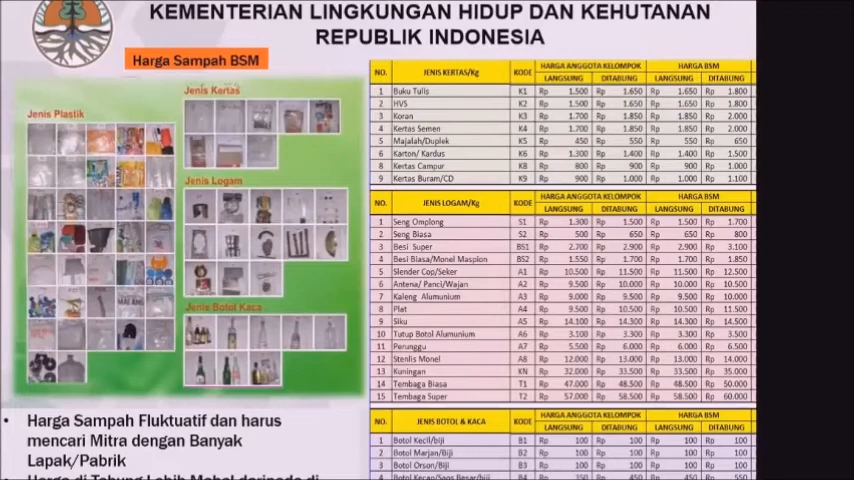 KEMENTERIAN LINGKUNGAN HIDUP DAN KEHUTANAN
REPUBLIK INDONESIA
Harga Sampah BSM
Jenis Plastik
Jenis Kertas
Jenis Logam
Jenis Botol Kaca
• Harga Sampah Fluktuatif dan harus
mencari Mitra dengan Banyak
Lapak/Pabrik
NO. JENIS KERTAS/Kg KODE HARGA ANGGOTA KELOMPOK HARGA BSM
LANGSUNG DITABUNG LANGSUNG DITABUNG
1 Buku Tulis K1 Rp 1.500 Rp 1.650 Rp 1.650 Rp 1.800
2 HVS K2 Rp 1.500 Rp 1.650 Rp 1.650 Rp 1.800
3 Koran K3 Rp 1.700 Rp 1.850 Rp 1.850 Rp 2.000
4 Kertas Semen K4 Rp 1.700 Rp 1.850 Rp 1.850 Rp 2.000
5 Majalah/Duplek K5 Rp 450 Rp 550 Rp 550 Rp 650
6 Karton/ Kardus K6 Rp 1.300 Rp 1.400 Rp 1.400 Rp 1.500
8 Kertas Campur K8 Rp 800 Rp 900 Rp 900 Rp 1.000
9 Kertas Buram/CD K9 Rp 900 Rp 1.000 Rp 1.000 Rp 1.100
NO. JENIS LOGAM/Kg KODE HARGA ANGGOTA KELOMPOK HARGA BSM
LANGSUNG DITABUNG LANGSUNG DITABUNG
1 Seng Omplong S1 Rp 1.300 Rp 1.500 Rp 1.500 Rp 1.700
2 Seng Biasa S2 Rp 500 Rp 650 Rp 650 Rp 800
3 Besi Super BS1 Rp 2.700 Rp 2.900 Rp 2.900 Rp 3.100
4 Besi Biasa/Monel Maspion BS2 Rp 1.550 Rp 1.700 Rp 1.700 Rp 1.850
5 Slender Cop/Seker A1 Rp 10.500 Rp 11.500 Rp 11.500 Rp 12.500
6 Antena/ Panci/Wajan A2 Rp 9.500 Rp 10.000 Rp 10.000 Rp 10.500
7 Kaleng Alumunium A3 Rp 9.000 Rp 9.500 Rp 9.500 Rp 10.000
8 Plat A4 Rp 9.500 Rp 10.500 Rp 10.500 Rp 11.500
9 Siku A5 Rp 14.100 Rp 14.300 Rp 14.300 Rp 14.500
10 Tutup Botol Alumunium A6 Rp 3.100 Rp 3.300 Rp 3.300 Rp 3.500
11 Perunggu A7 Rp 5.500 Rp 6.000 Rp 6.000 Rp 6.500
12 Stenlis Monel A8 Rp 12.000 Rp 13.000 Rp 13.000 Rp 14.000
13 Kuningan KN Rp 32.000 Rp 33.500 Rp 33.500 Rp 35.000
14 Tembaga Biasa T1 Rp 47.000 Rp 48.500 Rp 48.500 Rp 50.000
15 Tembaga Super T2 Rp 57.000 Rp 58.500 Rp 58.500 Rp 60.000
NO. JENIS BOTOL & KACA KODE HARGA ANGGOTA KELOMPOK HARGA BSM
LANGSUNG DITABUNG LANGSUNG DITABUNG
1 Botol Kecil/biji B1 Rp 100 Rp 100 Rp 100 Rp 100
2 Botol Marjan/Biji B2 Rp 100 Rp 100 Rp 100 Rp 100
3 Botol Orson/Biji B3 Rp 100 Rp 100 Rp 100 Rp 100